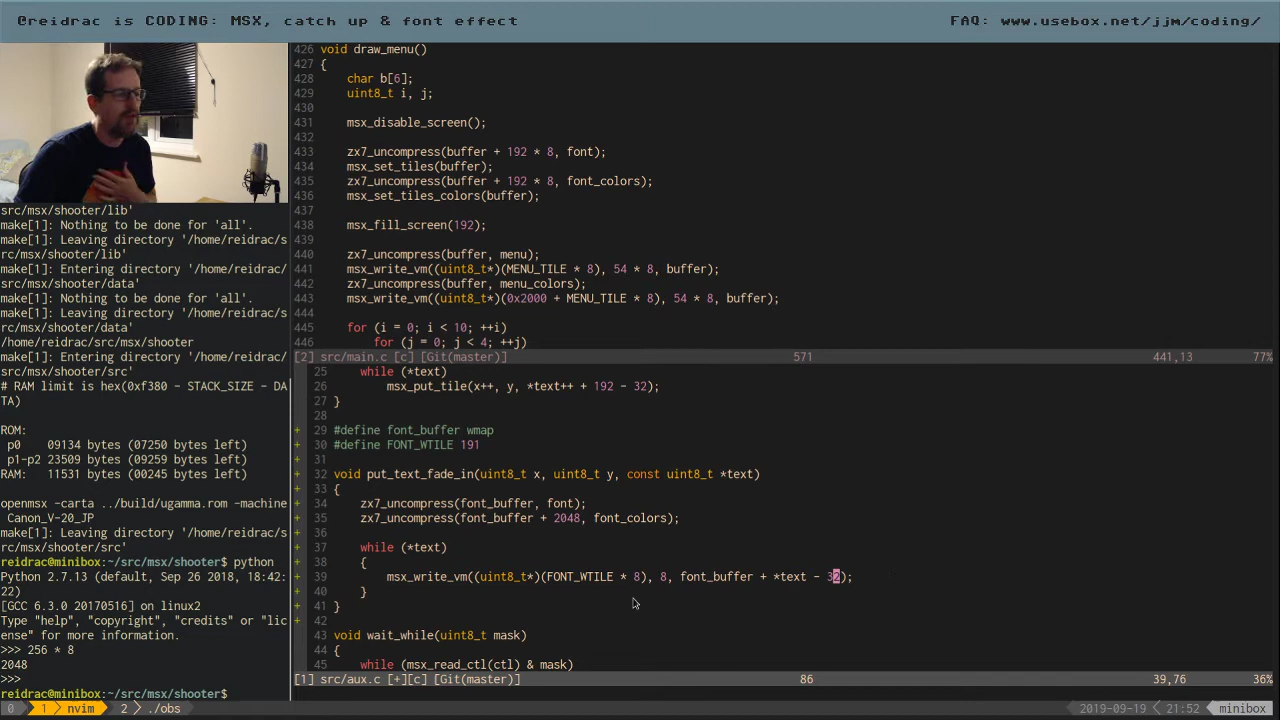 @reidrac is CODING: MSX, catch up & font effect
FAQ: www.usebox.net/jjm/coding/
src/msx/shooter/lib'
make[1]: Nothing to be done for 'all'.
make[1]: Leaving directory '/home/reidrac/s
rc/msx/shooter/lib'
make[1]: Entering directory '/home/reidrac/
src/msx/shooter/data'
make[1]: Nothing to be done for 'all'.
make[1]: Leaving directory '/home/reidrac/s
rc/msx/shooter/data'
/home/reidrac/src/msx/shooter
make[1]: Entering directory '/home/reidrac/
src/msx/shooter/src'
# RAM limit is hex(0xf380 - STACK_SIZE - DA
TA)
ROM:
p0    09134 bytes (07250 bytes left)
p1-p2 23509 bytes (09259 bytes left)
RAM:  11531 bytes (00245 bytes left)
openmsx -carta ../build/ugamma.rom -machine
Canon_V-20_JP
make[1]: Leaving directory '/home/reidrac/s
rc/msx/shooter/src'
reidrac@minibox:~/src/msx/shooter$ python
Python 2.7.13 (default, Sep 26 2018, 18:42:
22)
[GCC 6.3.0 20170516] on linux2
Type "help", "copyright", "credits" or "lic
ense" for more information.
>>> 256 * 8
2048
>>>
reidrac@minibox:~/src/msx/shooter$
426 void draw_menu()
427 {
428     char b[6];
429     uint8_t i, j;
430
431     msx_disable_screen();
432
433     zx7_uncompress(buffer + 192 * 8, font);
434     msx_set_tiles(buffer);
435     zx7_uncompress(buffer + 192 * 8, font_colors);
436     msx_set_tiles_colors(buffer);
437
438     msx_fill_screen(192);
439
440     zx7_uncompress(buffer, menu);
441     msx_write_vm((uint8_t*)(MENU_TILE * 8), 54 * 8, buffer);
442     zx7_uncompress(buffer, menu_colors);
443     msx_write_vm((uint8_t*)(0x2000 + MENU_TILE * 8), 54 * 8, buffer);
444
445     for (i = 0; i < 10; ++i)
446         for (j = 0; j < 4; ++j)
[2] src/main.c [c] [Git(master)] 571 441,13 77%
25     while (*text)
26         msx_put_tile(x++, y, *text++ + 192 - 32);
27 }
28
+ 29 #define font_buffer wmap
+ 30 #define FONT_WTILE 191
+ 31
+ 32 void put_text_fade_in(uint8_t x, uint8_t y, const uint8_t *text)
+ 33 {
+ 34     zx7_uncompress(font_buffer, font);
+ 35     zx7_uncompress(font_buffer + 2048, font_colors);
+ 36
+ 37     while (*text)
+ 38     {
+ 39         msx_write_vm((uint8_t*)(FONT_WTILE * 8), 8, font_buffer + *text - 32);
+ 40     }
+ 41 }
+ 42
43 void wait_while(uint8_t mask)
44 {
45     while (msx_read_ctl(ctl) & mask)
[1] src/aux.c [+][c] [Git(master)] 86 39,76 36%
0 1 nvim 2 ./obs 2019-09-19 21:52 minibox